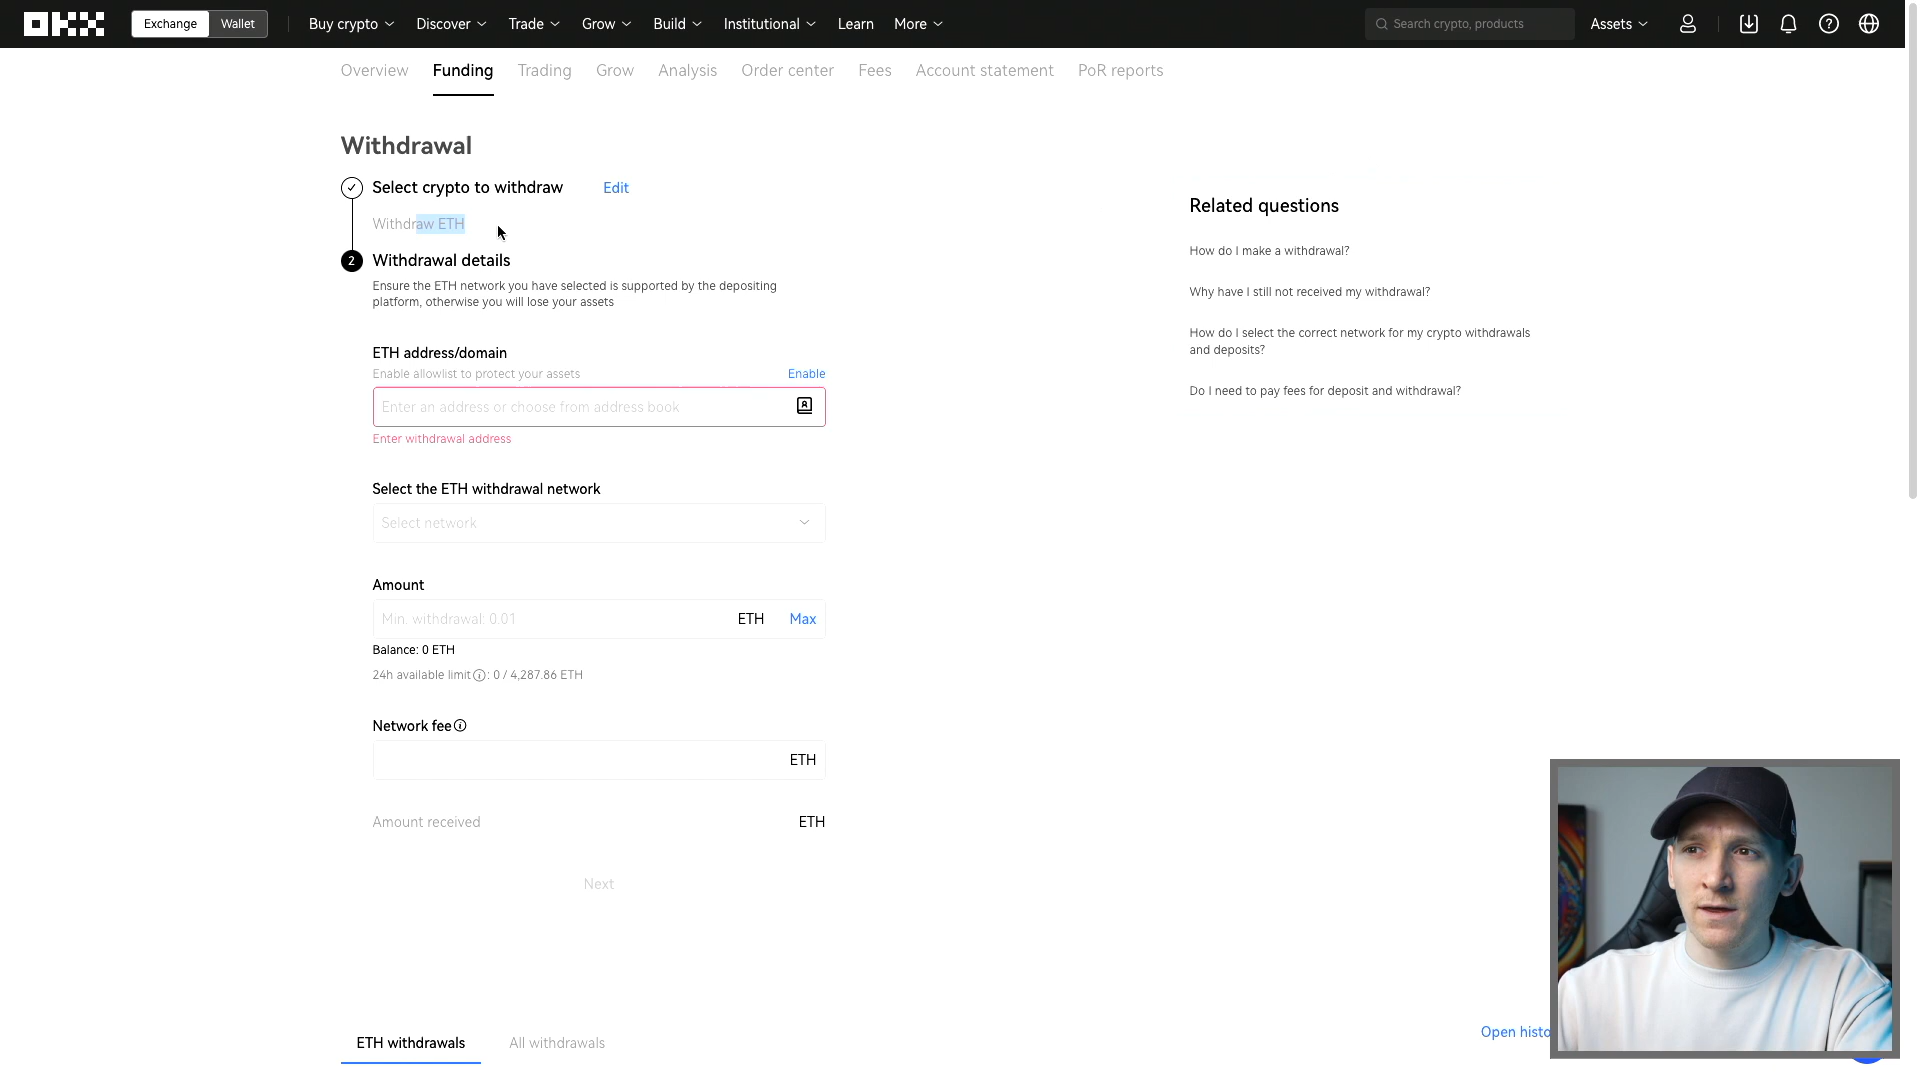 OKX
Exchange
Wallet
Buy crypto
Discover
Trade
Grow
Build
Institutional
Learn
More
Search crypto, products
Assets
Overview
Funding
Trading
Grow
Analysis
Order center
Fees
Account statement
PoR reports
Withdrawal
Select crypto to withdraw
Edit
Withdraw ETH
2
Withdrawal details
Ensure the ETH network you have selected is supported by the depositing
platform, otherwise you will lose your assets
ETH address/domain
Enable allowlist to protect your assets
Enable
Enter an address or choose from address book
Enter withdrawal address
Select the ETH withdrawal network
Select network
Amount
Min. withdrawal: 0.01
ETH
Max
Balance: 0 ETH
24h available limit : 0 / 4,287.86 ETH
Network fee
ETH
Amount received
ETH
Next
Related questions
How do I make a withdrawal?
Why have I still not received my withdrawal?
How do I select the correct network for my crypto withdrawals
and deposits?
Do I need to pay fees for deposit and withdrawal?
ETH withdrawals
All withdrawals
Open histo